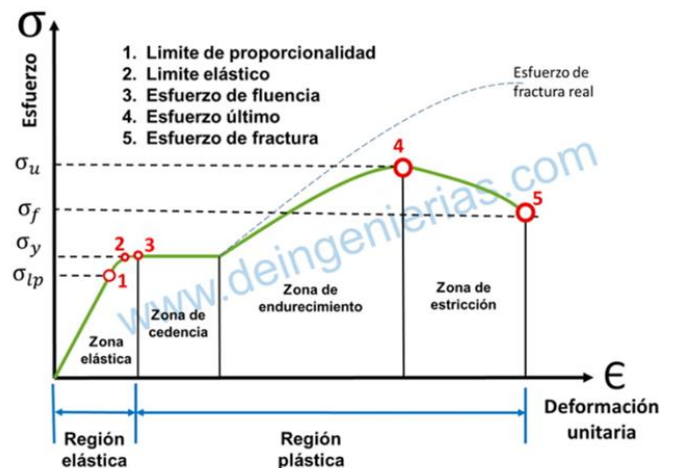 σ
Esfuerzo
1. Limite de proporcionalidad
2. Limite elástico
3. Esfuerzo de fluencia
4. Esfuerzo último
5. Esfuerzo de fractura
Esfuerzo de
fractura real
σu
σf
σy
σlp
1
2
3
4
5
www.deingenierias.com
Zona
elástica
Zona de
cedencia
Zona de
endurecimiento
Zona de
estricción
ϵ
Deformación
unitaria
Región
elástica
Región
plástica